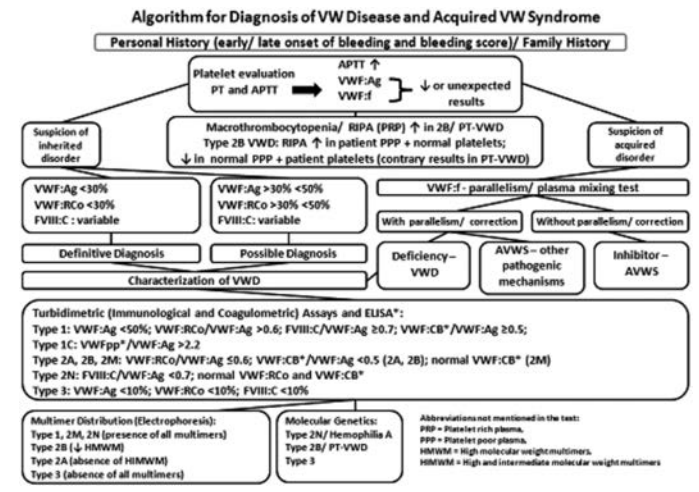 Algorithm for Diagnosis of VW Disease and Acquired VW Syndrome
Personal History (early/ late onset of bleeding and bleeding score)/ Family History
Platelet evaluation
PT and APTT
APTT ↑
VWF:Ag
VWF:f
↓ or unexpected
results
Suspicion of
inherited
disorder
Macrothrombocytopenia/ RIPA (PRP) ↑ in 2B/ PT-VWD
Type 2B VWD: RIPA ↑ in patient PPP + normal platelets;
↓ in normal PPP + patient platelets (contrary results in PT-VWD)
Suspicion of
acquired
disorder
VWF:Ag <30%
VWF:RCo <30%
FVIII:C : variable
VWF:Ag >30% <50%
VWF:RCo >30% <50%
FVIII:C: variable
VWF:f - parallelism/ plasma mixing test
With parallelism/ correction
Without parallelism/ correction
Definitive Diagnosis
Possible Diagnosis
Deficiency–
VWD
AVWS – other
pathogenic
mechanisms
Inhibitor –
AVWS
Characterization of VWD
Turbidimetric (Immunological and Coagulometric) Assays and ELISA*:
Type 1: VWF:Ag <50%; VWF:RCo/VWF:Ag >0.6; FVIII:C/VWF:Ag ≥0.7; VWF:CB*/VWF:Ag ≥0.5;
Type 1C: VWFpp*/VWF:Ag >2.2
Type 2A, 2B, 2M: VWF:RCo/VWF:Ag ≤0.6; VWF:CB*/VWF:Ag <0.5 (2A, 2B); normal VWF:CB* (2M)
Type 2N: FVIII:C/VWF:Ag <0.7; normal VWF:RCo and VWF:CB*
Type 3: VWF:Ag <10%; VWF:RCo <10%; FVIII:C <10%
Multimer Distribution (Electrophoresis):
Type 1, 2M, 2N (presence of all multimers)
Type 2B (↓ HMWM)
Type 2A (absence of HIMWM)
Type 3 (absence of all multimers)
Molecular Genetics:
Type 2N/ Hemophilia A
Type 2B/ PT-VWD
Type 3
Abbreviations not mentioned in the text:
PRP = Platelet rich plasma,
PPP = Platelet poor plasma,
HMWM = High molecular weight multimers,
HIMWM = High and intermediate molecular weight multimers